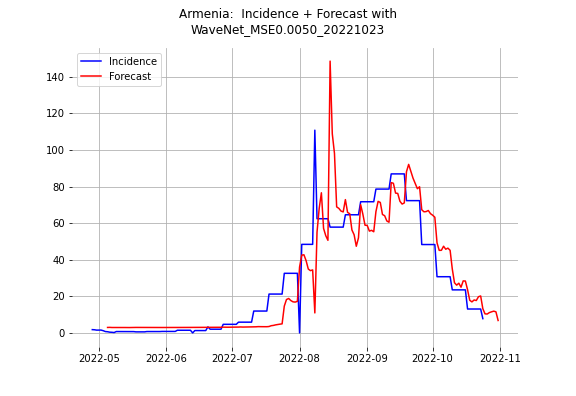 Armenia:  Incidence + Forecast with
WaveNet_MSE0.0050_20221023
Incidence
Forecast
140
120
100
80
60
40
20
0
2022-05 2022-06 2022-07 2022-08 2022-09 2022-10 2022-11